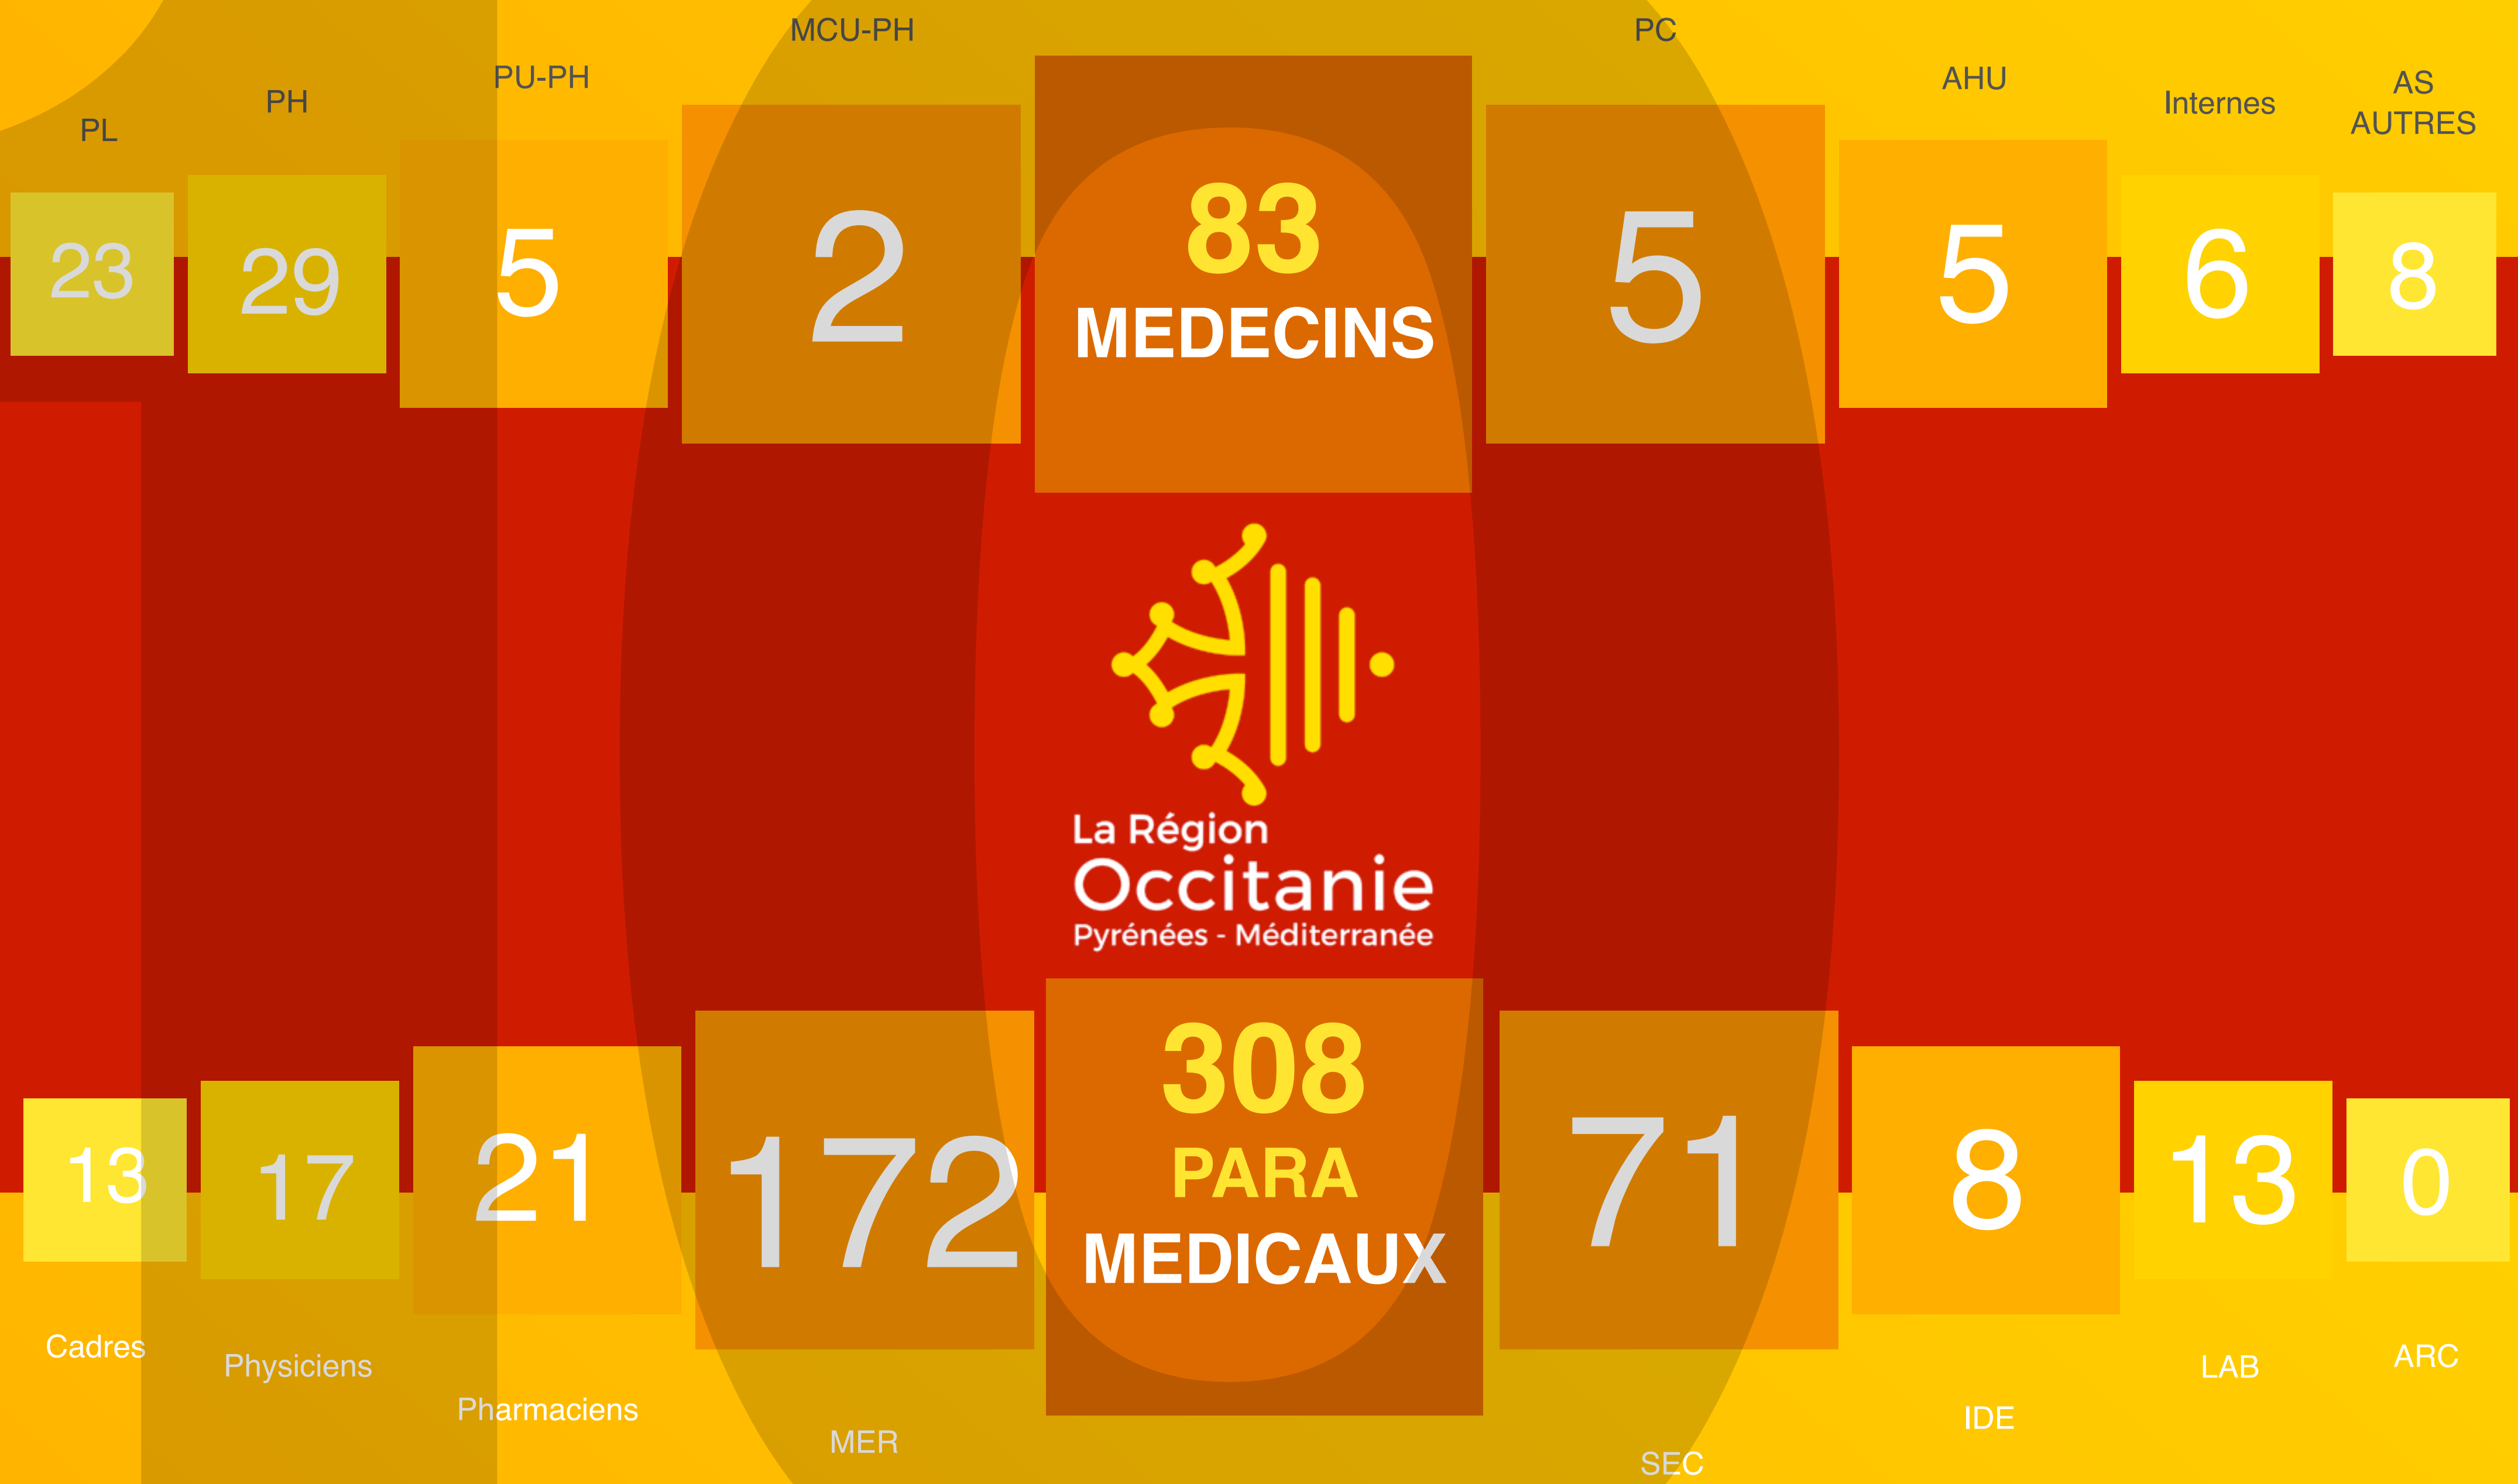 MCU-PH
PC
PU-PH
AHU
AS
AUTRES
PH
Internes
PL
23
29
5
2
83
MEDECINS
5
5
6
8
La Région
Occitanie
Pyrénées - Méditerranée
13
17
21
172
308
PARA
MEDICAUX
71
8
13
0
Cadres
Physiciens
Pharmaciens
MER
SEC
IDE
LAB
ARC